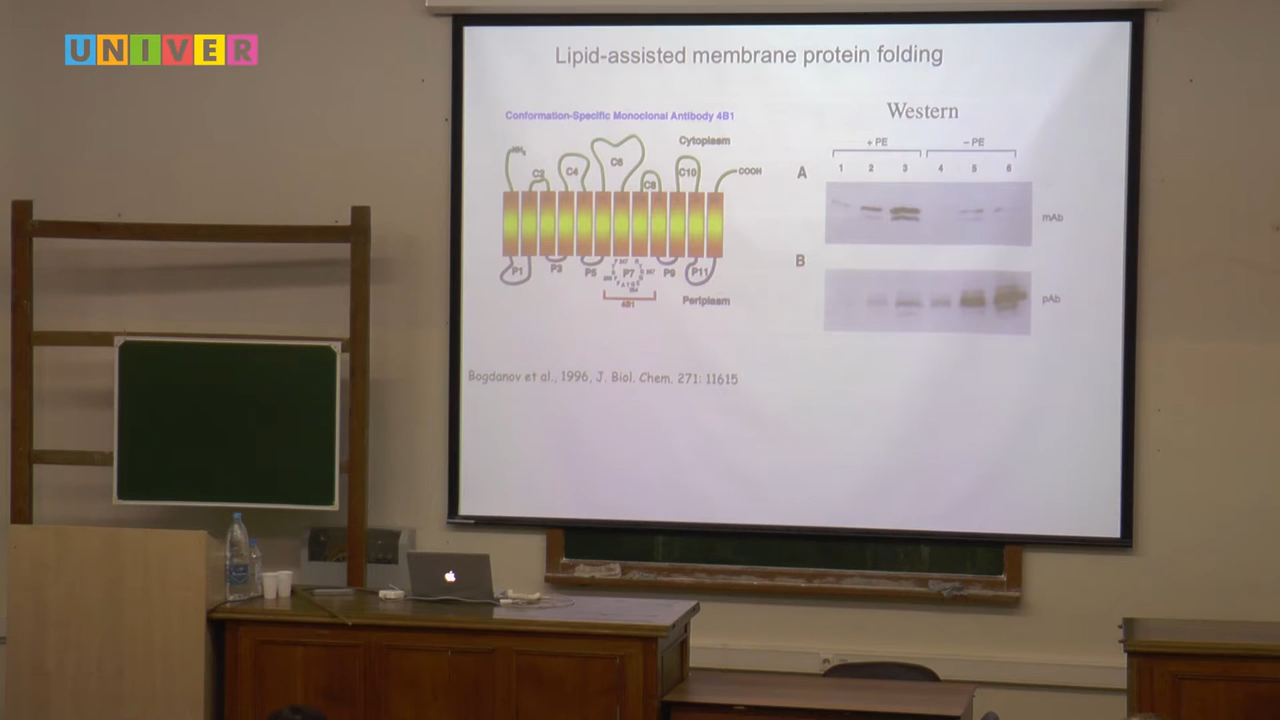 UNIVER
Lipid-assisted membrane protein folding
Conformation-Specific Monoclonal Antibody 4B1
Cytoplasm
NH₂
C2
C4
C6
C8
C10
COOH
P1
P3
P5
P7
P9
P11
4B1
Periplasm
Western
+ PE
– PE
1 2 3 4 5 6
A
mAb
B
pAb
Bogdanov et al., 1996, J. Biol. Chem. 271: 11615